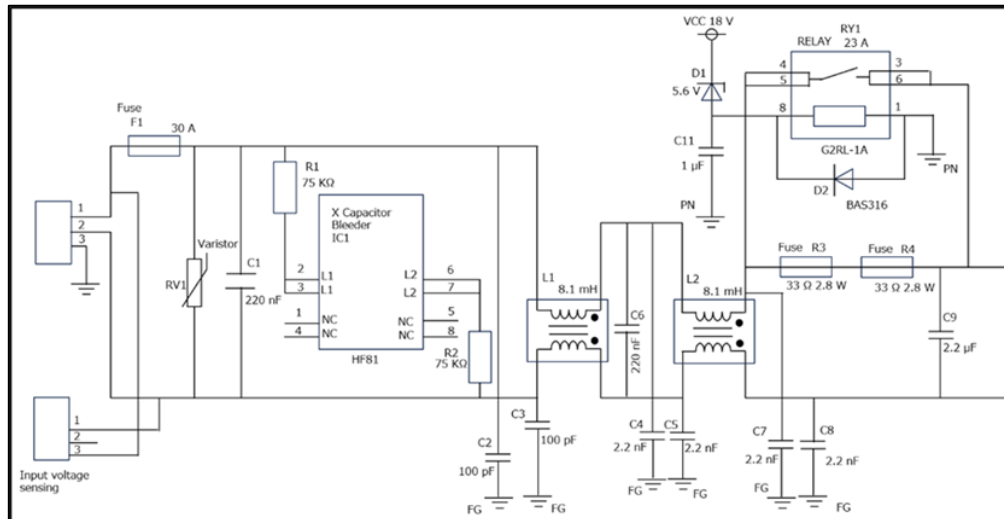 VCC 18 V
RY1
RELAY 23 A
4
5
3
6
D1
5.6 V
8
1
G2RL-1A
C11
1 µF
PN
D2
BAS316
PN
Fuse
F1
30 A
R1
75 KΩ
X Capacitor
Bleeder
IC1
1
2
3
Varistor
RV1
C1
220 nF
2
3
L1
L1
L2
L2
6
7
1
4
NC
NC
NC
NC
5
8
HF81
R2
75 KΩ
L1
8.1 mH
C6
220 nF
L2
8.1 mH
Fuse R3
33 Ω 2.8 W
Fuse R4
33 Ω 2.8 W
C9
2.2 µF
1
2
3
Input voltage
sensing
C2
100 pF
FG
C3
100 pF
FG
C4
2.2 nF
FG
C5
2.2 nF
FG
C7
2.2 nF
FG
C8
2.2 nF
FG